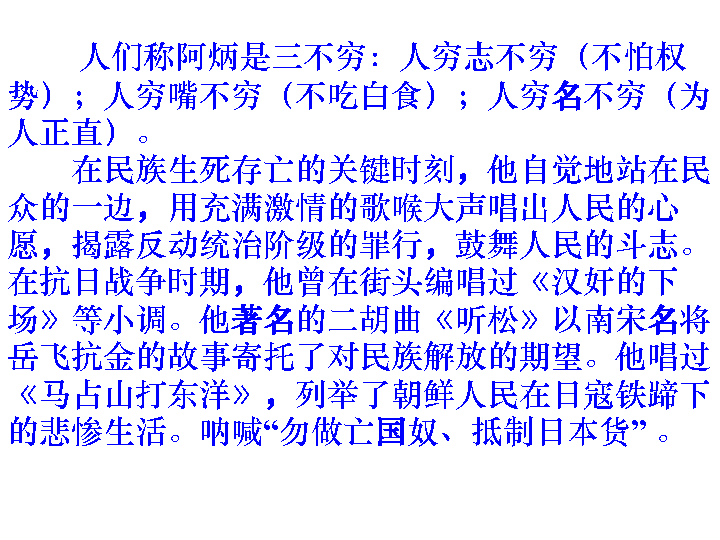 人们称阿炳是三不穷：人穷志不穷（不怕权
势）；人穷嘴不穷（不吃白食）；人穷名不穷（为
人正直）。
在民族生死存亡的关键时刻，他自觉地站在民
众的一边，用充满激情的歌喉大声唱出人民的心
愿，揭露反动统治阶级的罪行，鼓舞人民的斗志。
在抗日战争时期，他曾在街头编唱过《汉奸的下
场》等小调。他著名的二胡曲《听松》以南宋名将
岳飞抗金的故事寄托了对民族解放的期望。他唱过
《马占山打东洋》，列举了朝鲜人民在日寇铁蹄下
的悲惨生活。呐喊“勿做亡国奴、抵制日本货” 。